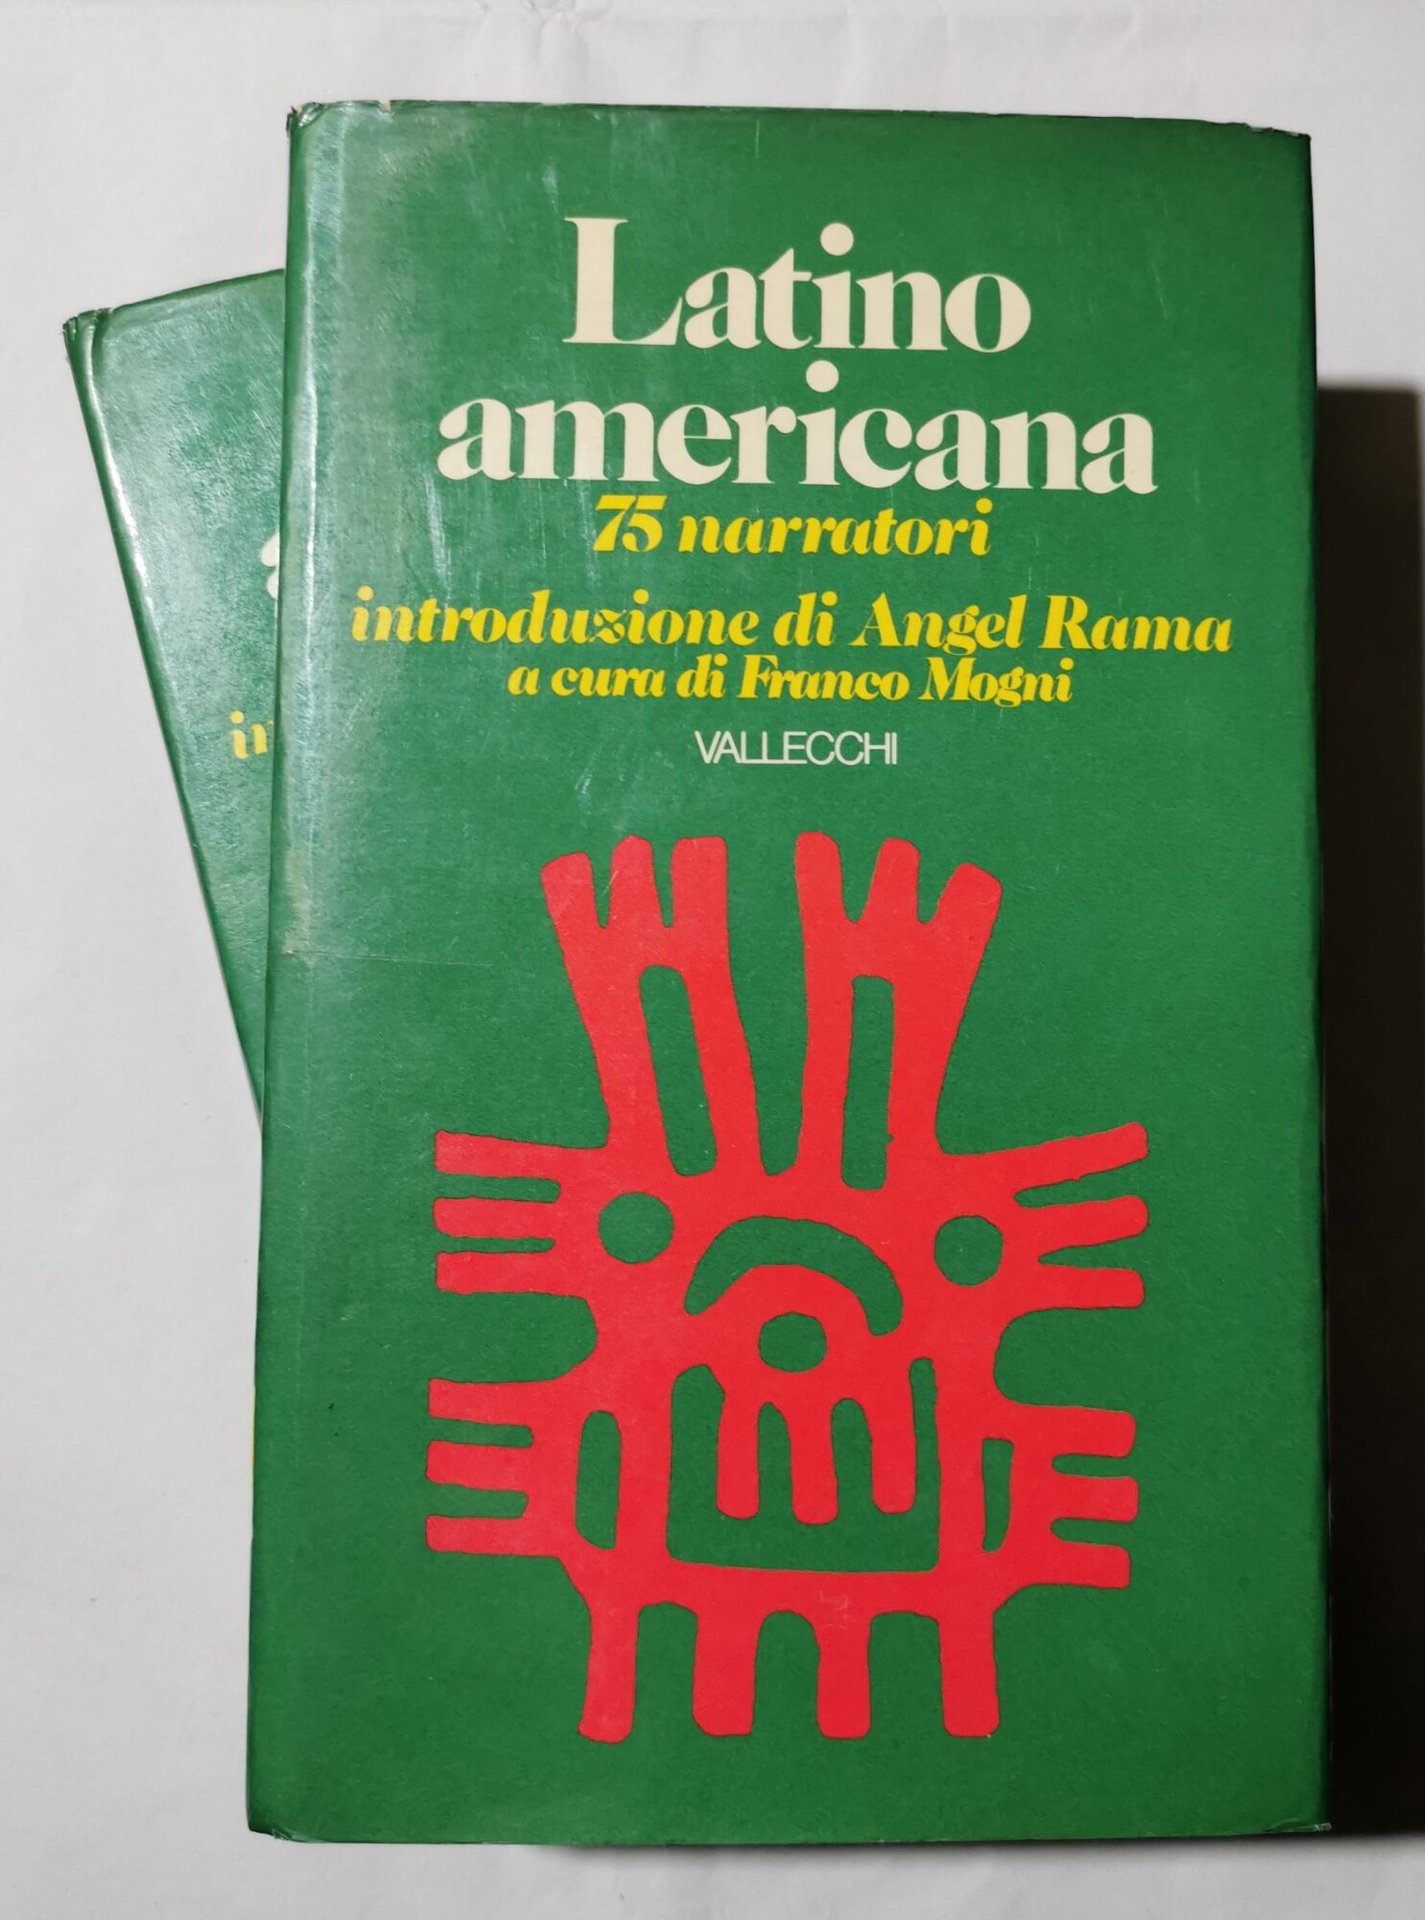 Latino
americana
75 narratori
introduzione di Angel Rama
a cura di Franco Mogni
VALLECCHI